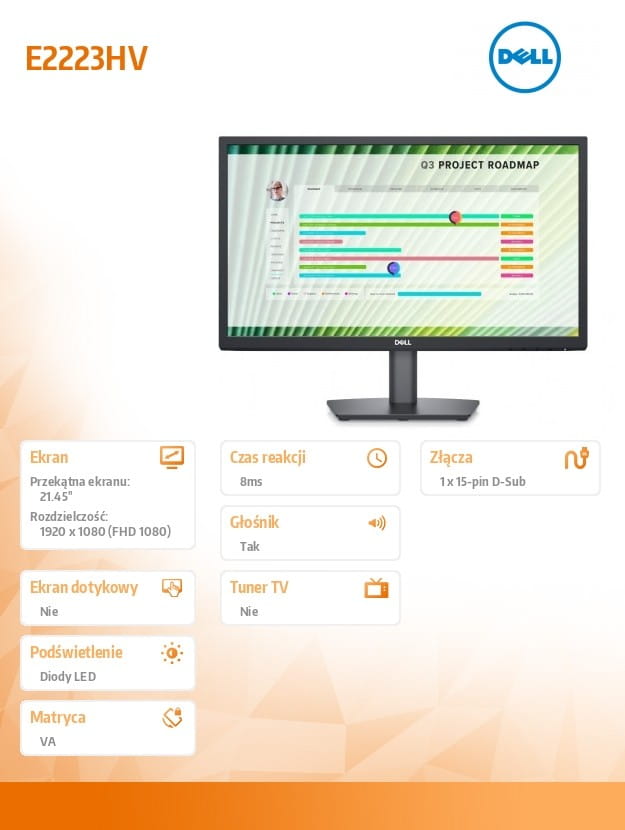 E2223HV
DELL
Q3 PROJECT ROADMAP
DELL
Ekran
Przekątna ekranu:
21.45"
Rozdzielczość:
1920 x 1080 (FHD 1080)
Czas reakcji
8ms
Złącza
1 x 15-pin D-Sub
Głośnik
Tak
Ekran dotykowy
Nie
Tuner TV
Nie
Podświetlenie
Diody LED
Matryca
VA